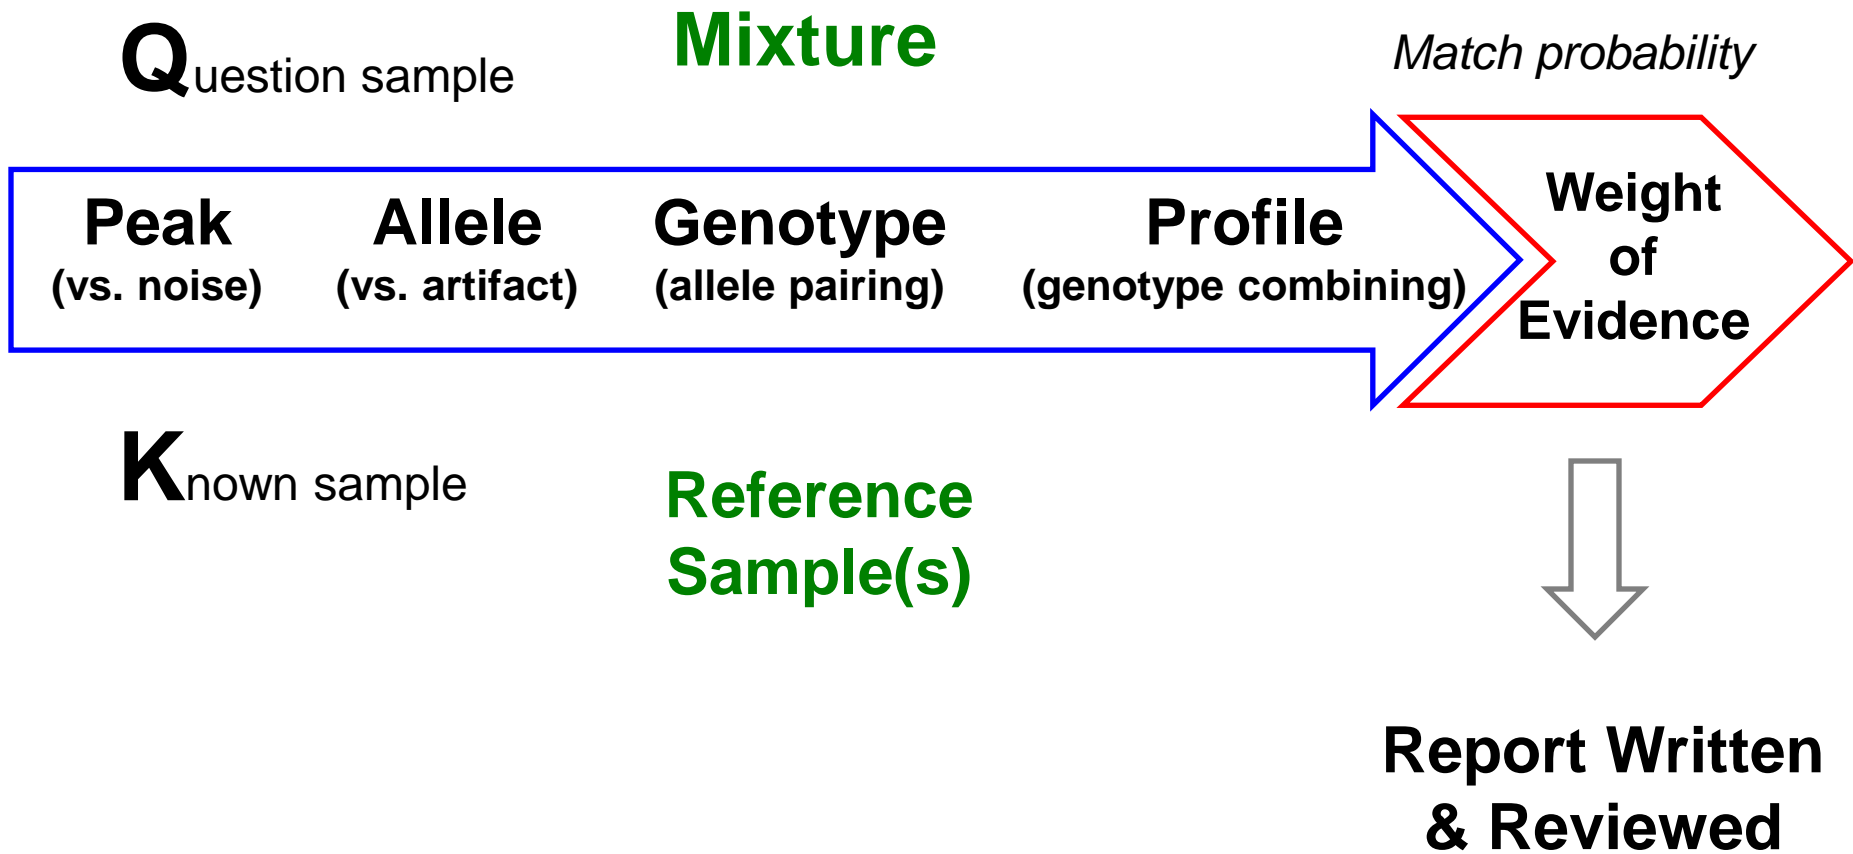 Question sample
Mixture
Match probability
Peak
(vs. noise)
Allele
(vs. artifact)
Genotype
(allele pairing)
Profile
(genotype combining)
Weight
of
Evidence
Known sample
Reference
Sample(s)
Report Written
& Reviewed